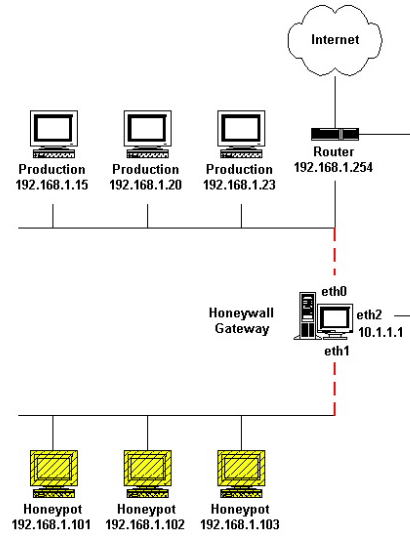 Internet
Production
192.168.1.15
Production
192.168.1.20
Production
192.168.1.23
Router
192.168.1.254
Honeywall
Gateway
eth0
eth2
10.1.1.1
eth1
Honeypot
192.168.1.101
Honeypot
192.168.1.102
Honeypot
192.168.1.103